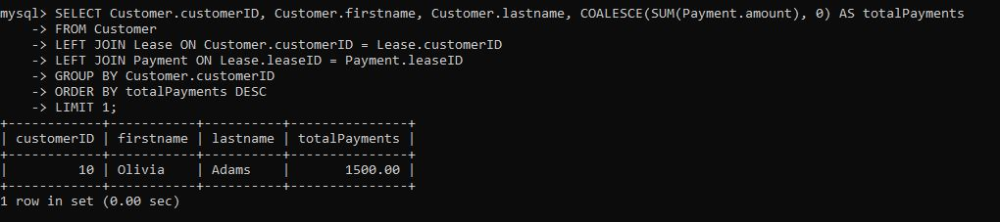 mysql> SELECT Customer.customerID, Customer.firstname, Customer.lastname, COALESCE(SUM(Payment.amount), 0) AS totalPayments
    -> FROM Customer
    -> LEFT JOIN Lease ON Customer.customerID = Lease.customerID
    -> LEFT JOIN Payment ON Lease.leaseID = Payment.leaseID
    -> GROUP BY Customer.customerID
    -> ORDER BY totalPayments DESC
    -> LIMIT 1;
+------------+-----------+----------+---------------+
| customerID | firstname | lastname | totalPayments |
+------------+-----------+----------+---------------+
|         10 | Olivia    | Adams    |       1500.00 |
+------------+-----------+----------+---------------+
1 row in set (0.00 sec)